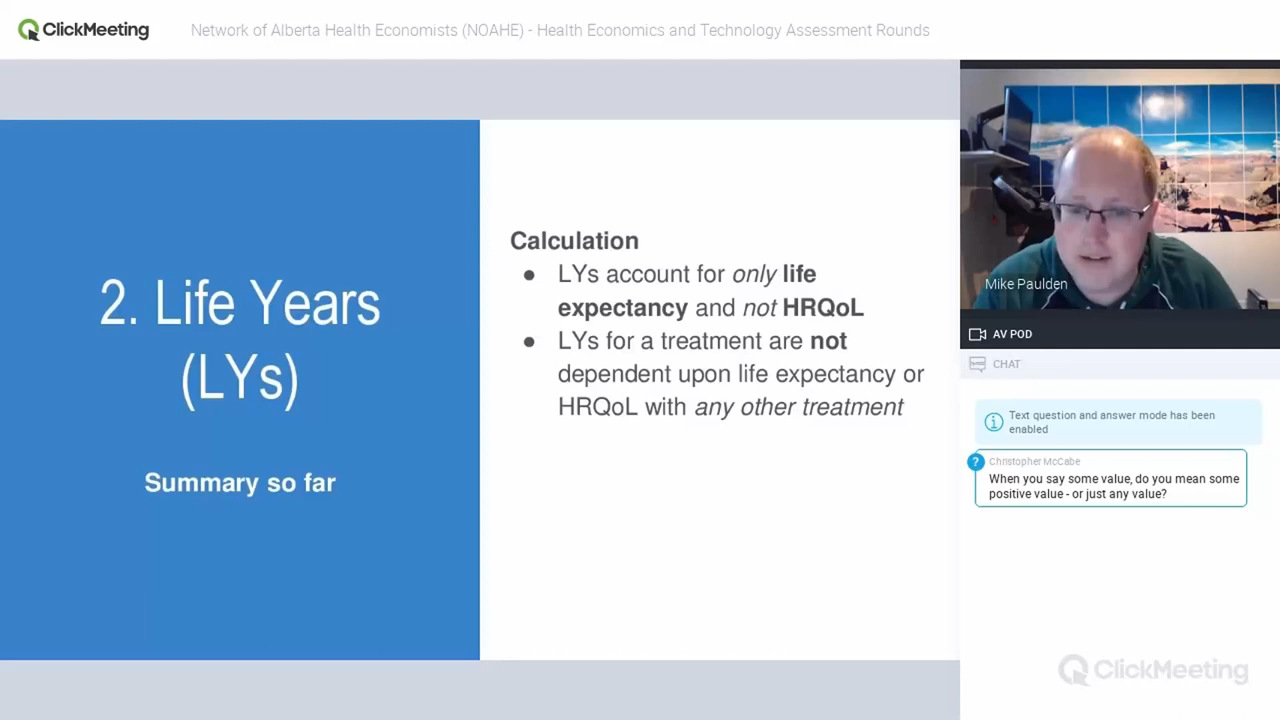 ClickMeeting
Network of Alberta Health Economists (NOAHE) - Health Economics and Technology Assessment Rounds
2. Life Years
(LYs)
Summary so far
Calculation
● LYs account for only life
expectancy and not HRQoL
● LYs for a treatment are not
dependent upon life expectancy or
HRQoL with any other treatment
Mike Paulden
AV POD
CHAT
Text question and answer mode has been
enabled
? Christopher McCabe
When you say some value, do you mean some
positive value - or just any value?
ClickMeeting